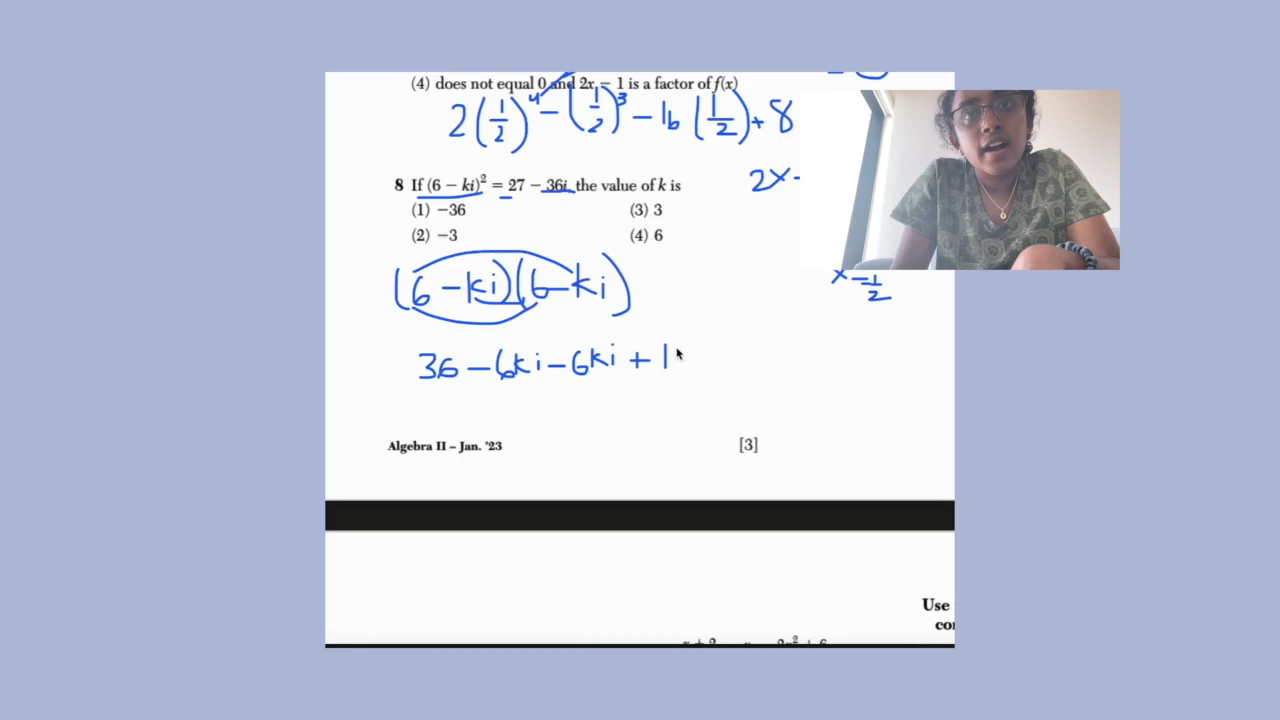 (4) does not equal 0 and 2x − 1 is a factor of f(x)
2(1/2)^4 − (1/2)^3 − 16(1/2) + 8
8 If (6 − ki)² = 27 − 36i, the value of k is
2x -
(1) −36 (3) 3
(2) −3 (4) 6
(6 − ki)(6 − ki)
x = 1/2
36 − 6ki − 6ki + 1
Algebra II – Jan. '23 [3]
Use